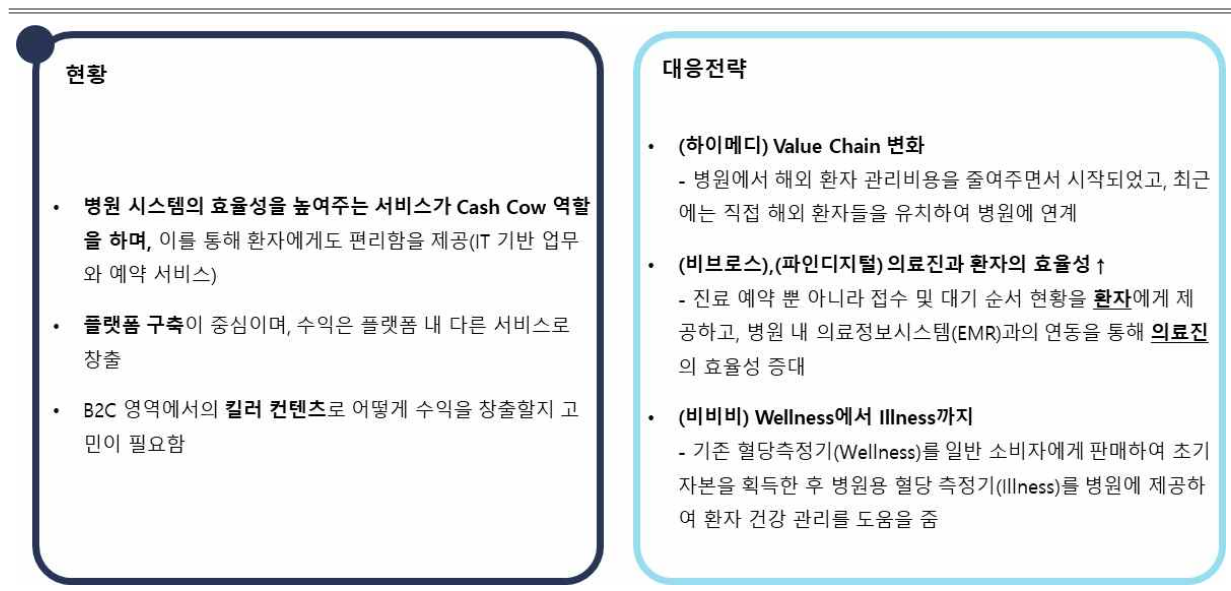 현황
• 병원 시스템의 효율성을 높여주는 서비스가 Cash Cow 역할
을 하며, 이를 통해 환자에게도 편리함을 제공(IT 기반 업무
와 예약 서비스)
• 플랫폼 구축이 중심이며, 수익은 플랫폼 내 다른 서비스로
창출
• B2C 영역에서의 킬러 컨텐츠로 어떻게 수익을 창출할지 고
민이 필요함
대응전략
• (하이메디) Value Chain 변화
- 병원에서 해외 환자 관리비용을 줄여주면서 시작되었고, 최근
에는 직접 해외 환자들을 유치하여 병원에 연계
• (비브로스),(파인디지털) 의료진과 환자의 효율성↑
- 진료 예약 뿐 아니라 접수 및 대기 순서 현황을 환자에게 제
공하고, 병원 내 의료정보시스템(EMR)과의 연동을 통해 의료진
의 효율성 증대
• (비비비) Wellness에서 Illness까지
- 기존 혈당측정기(Wellness)를 일반 소비자에게 판매하여 초기
자본을 획득한 후 병원용 혈당 측정기(Illness)를 병원에 제공하
여 환자 건강 관리를 도움을 줌